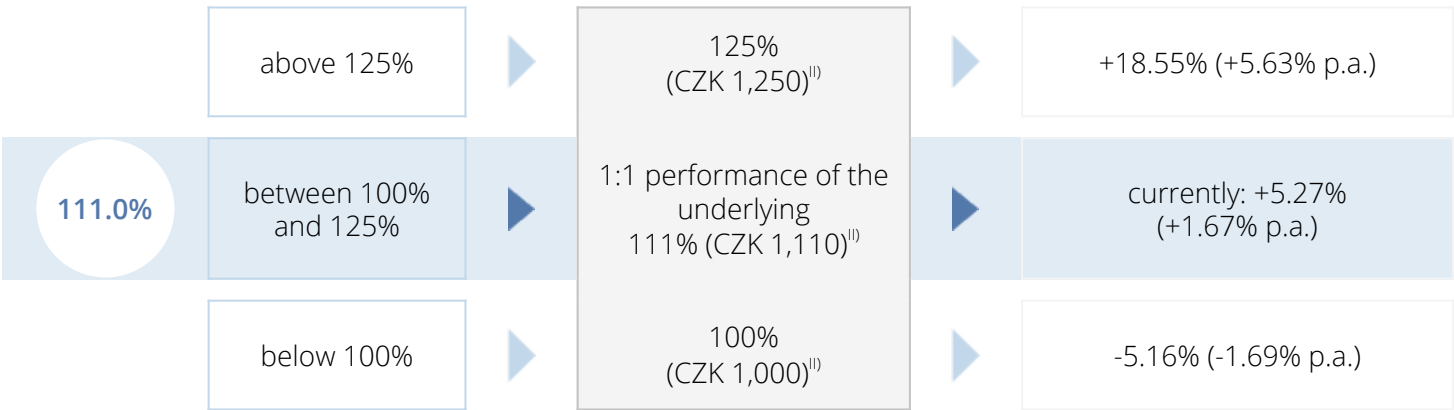 above 125%
125%
(CZK 1,250)II)
+18.55% (+5.63% p.a.)
111.0%
between 100%
and 125%
1:1 performance of the
underlying
111% (CZK 1,110)II)
currently: +5.27%
(+1.67% p.a.)
below 100%
100%
(CZK 1,000)II)
-5.16% (-1.69% p.a.)